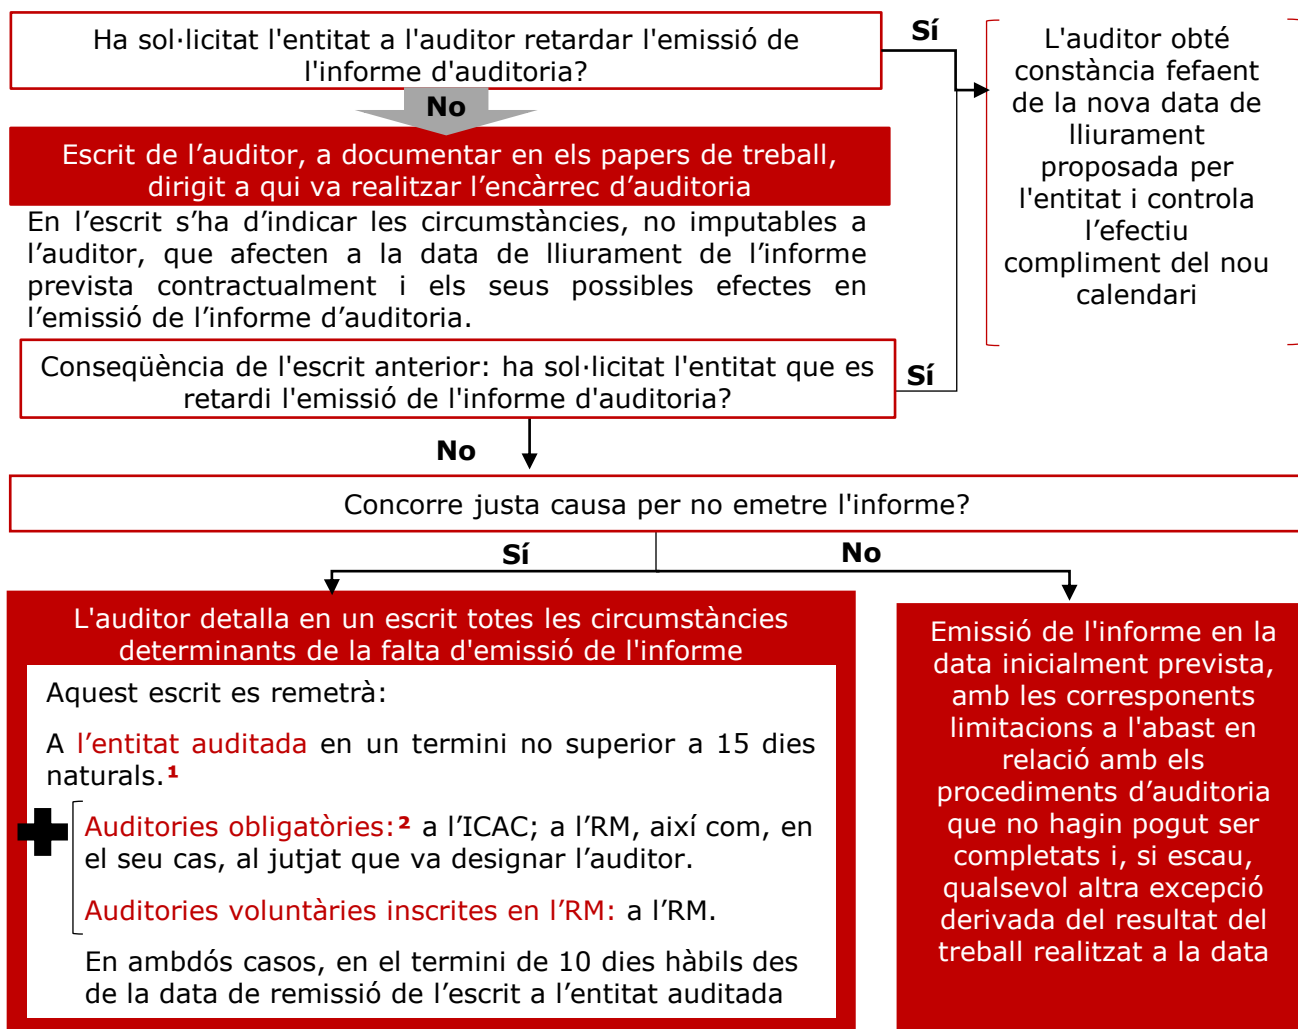 Ha sol·licitat l'entitat a l'auditor retardar l'emissió de
l'informe d'auditoria?
Sí
L'auditor obté
constància fefaent
de la nova data de
lliurament
proposada per
l'entitat i controla
l'efectiu
compliment del nou
calendari
No
Escrit de l’auditor, a documentar en els papers de treball,
dirigit a qui va realitzar l’encàrrec d’auditoria
En l’escrit s’ha d’indicar les circumstàncies, no imputables a
l’auditor, que afecten a la data de lliurament de l’informe
prevista contractualment i els seus possibles efectes en
l’emissió de l’informe d’auditoria.
Conseqüència de l'escrit anterior: ha sol·licitat l'entitat que es
retardi l'emissió de l'informe d'auditoria?
Sí
No
Concorre justa causa per no emetre l'informe?
Sí
No
L'auditor detalla en un escrit totes les circumstàncies
determinants de la falta d'emissió de l'informe
Aquest escrit es remetrà:
A l’entitat auditada en un termini no superior a 15 dies
naturals.¹
Auditories obligatòries:² a l’ICAC; a l’RM, així com, en
el seu cas, al jutjat que va designar l’auditor.
Auditories voluntàries inscrites en l’RM: a l’RM.
En ambdós casos, en el termini de 10 dies hàbils des
de la data de remissió de l’escrit a l’entitat auditada
Emissió de l'informe en la
data inicialment prevista,
amb les corresponents
limitacions a l'abast en
relació amb els
procediments d’auditoria
que no hagin pogut ser
completats i, si escau,
qualsevol altra excepció
derivada del resultat del
treball realitzat a la data